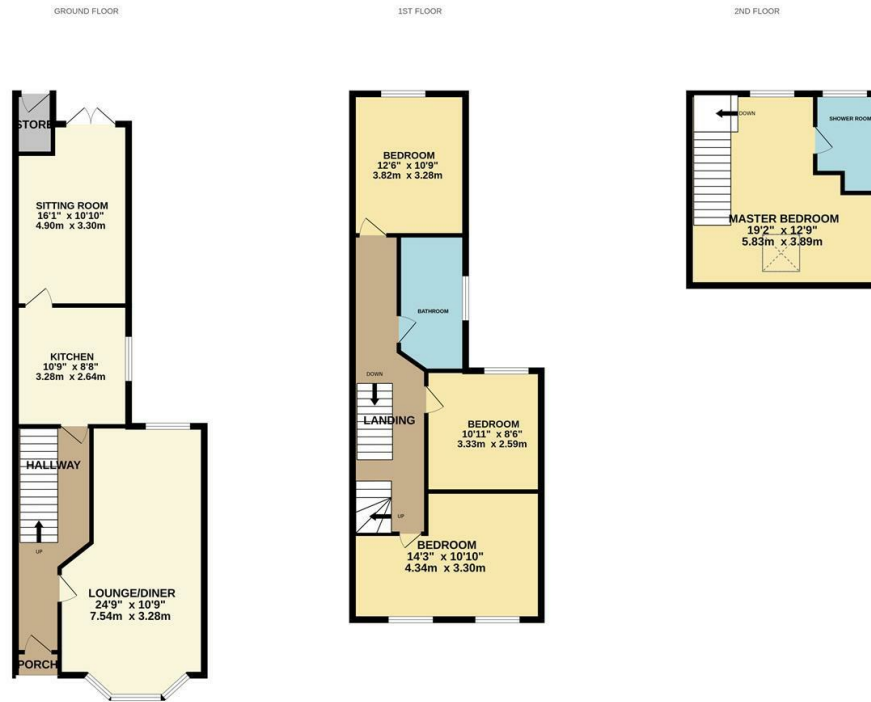 GROUND FLOOR
STORE
SITTING ROOM
16'1" x 10'10"
4.90m x 3.30m
KITCHEN
10'9" x 8'8"
3.28m x 2.64m
HALLWAY
UP
LOUNGE/DINER
24'9" x 10'9"
7.54m x 3.28m
PORCH
1ST FLOOR
BEDROOM
12'6" x 10'9"
3.82m x 3.28m
BATHROOM
DOWN
LANDING
BEDROOM
10'11" x 8'6"
3.33m x 2.59m
UP
BEDROOM
14'3" x 10'10"
4.34m x 3.30m
2ND FLOOR
DOWN
SHOWER ROOM
MASTER BEDROOM
19'2" x 12'9"
5.83m x 3.89m